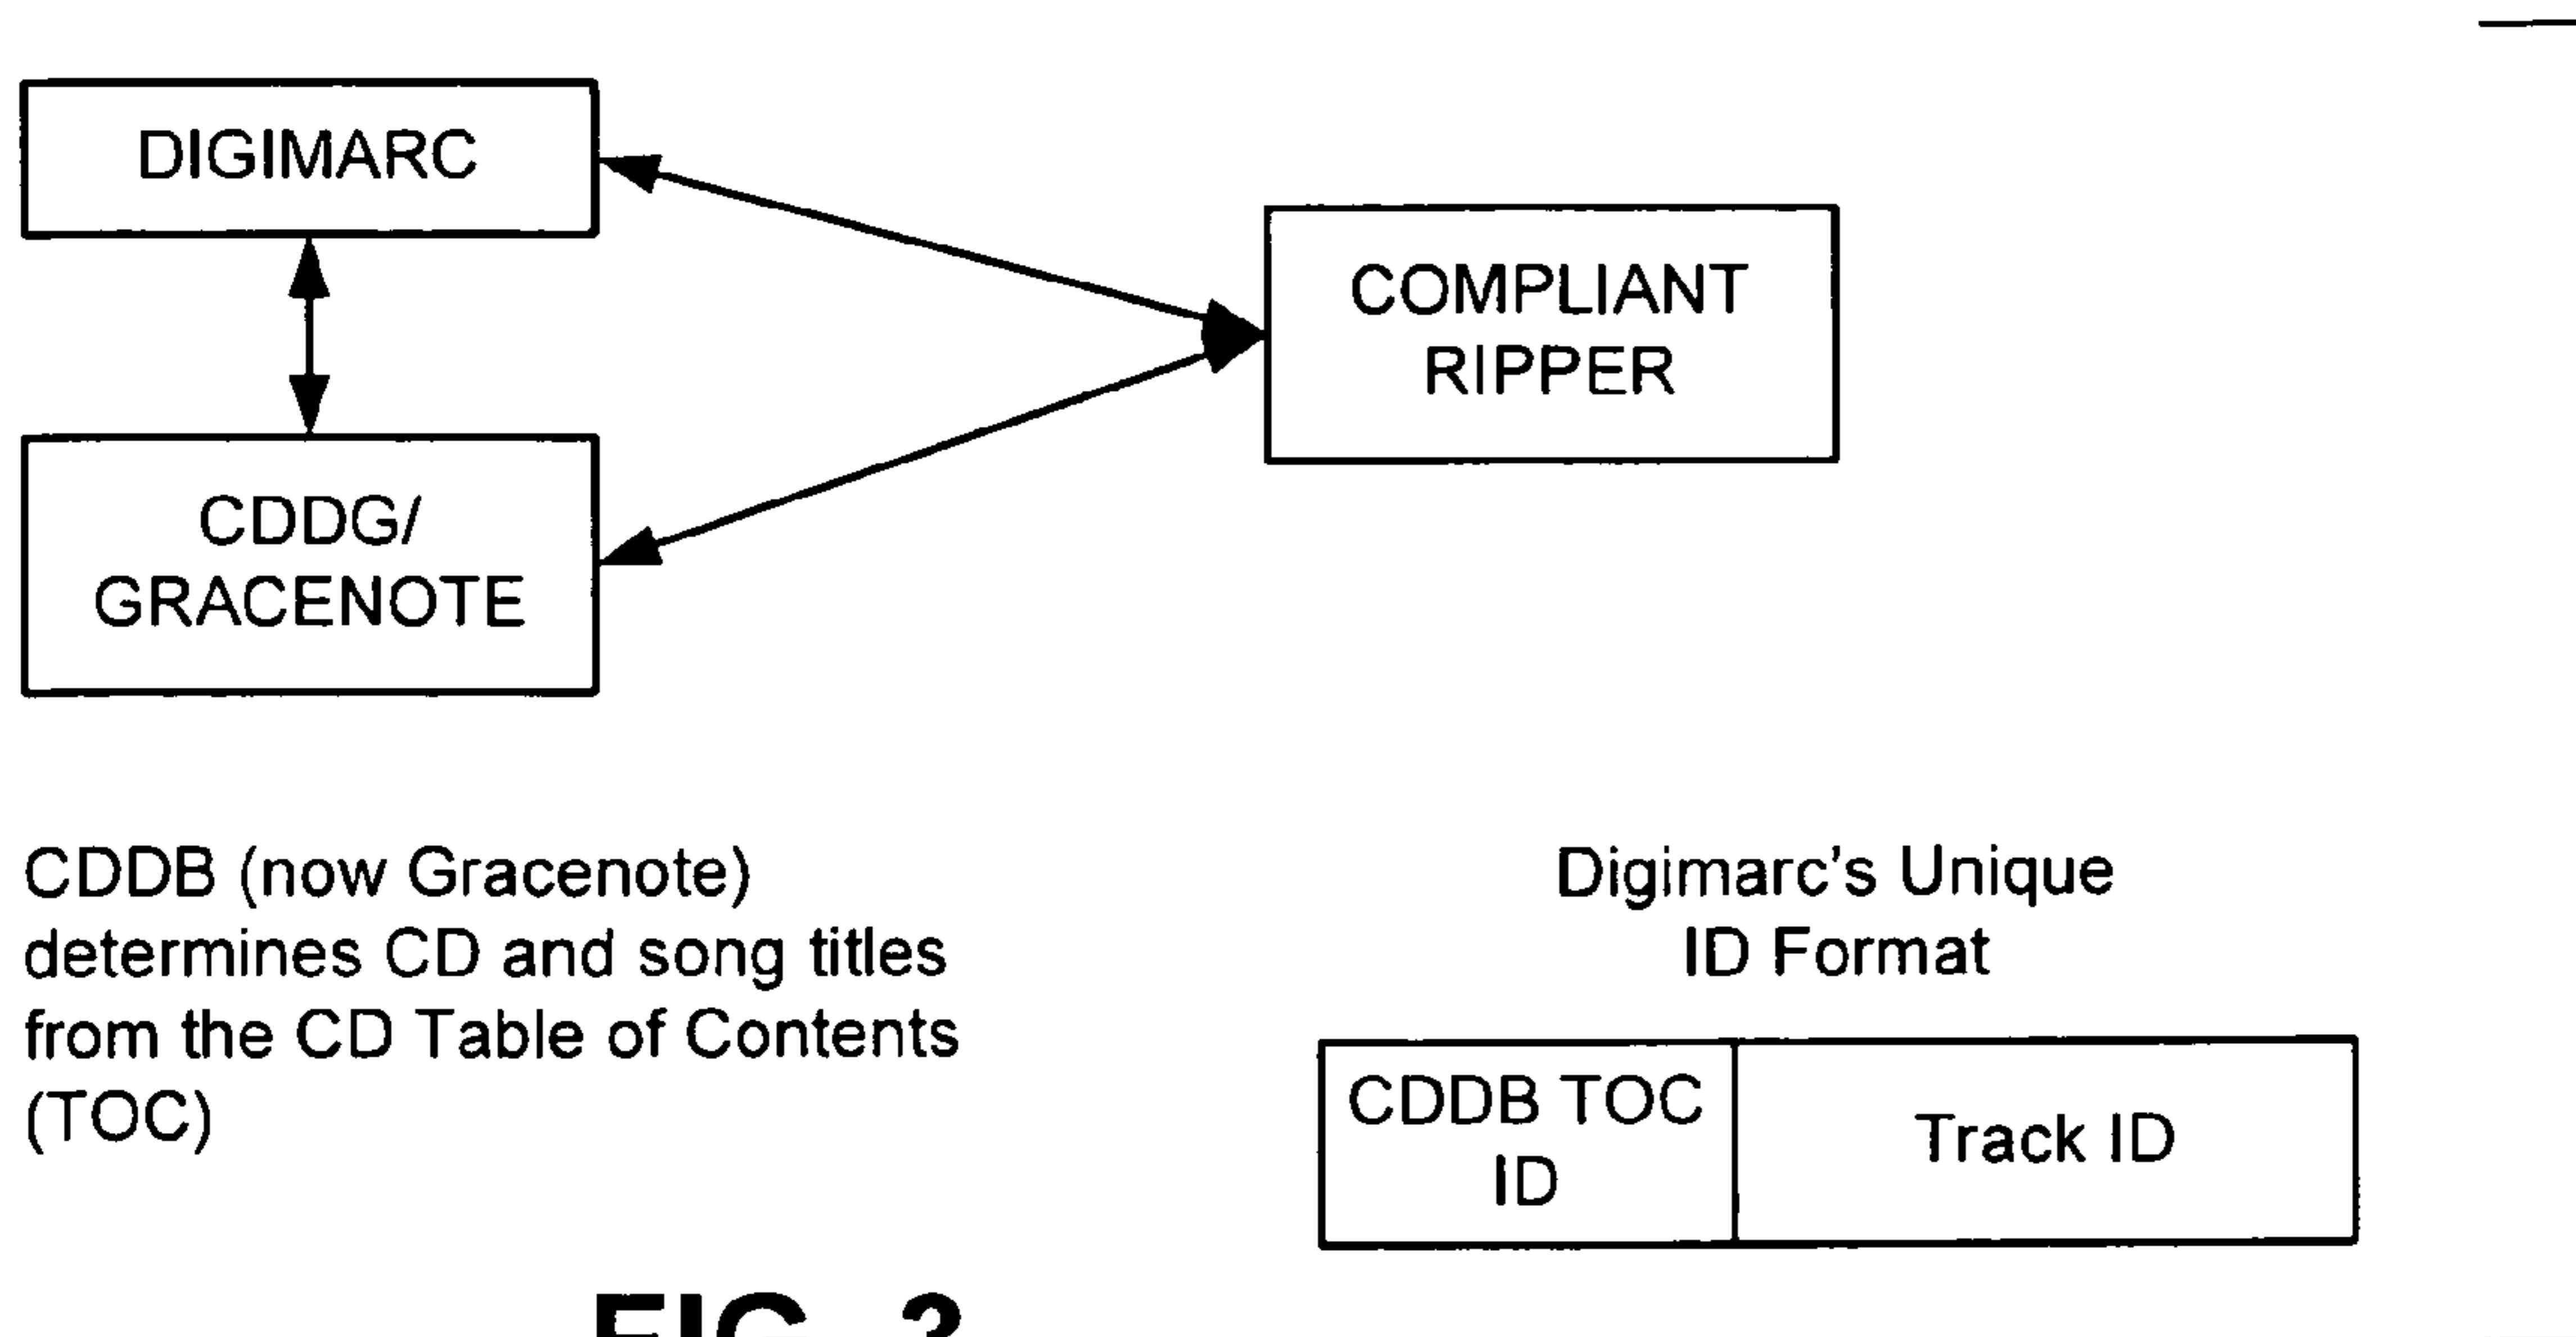 DIGIMARC
COMPLIANT
RIPPER
CDDG/
GRACENOTE
CDDB (now Gracenote)
determines CD and song titles
from the CD Table of Contents
(TOC)
Digimarc's Unique
ID Format
CDDB TOC
ID
Track ID
FIG.